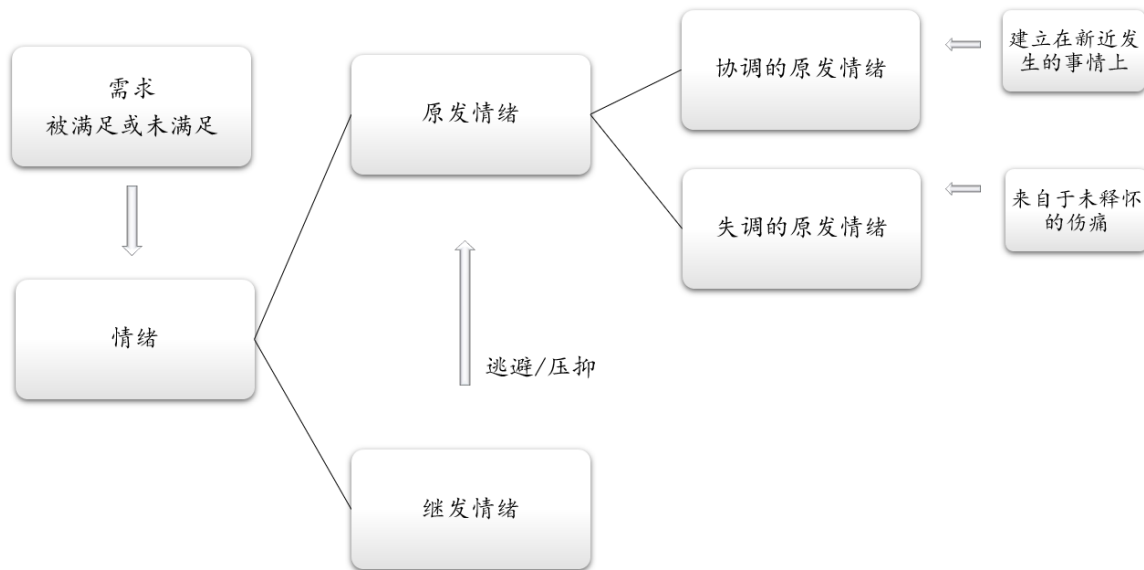 需求
被满足或未满足
情绪
原发情绪
逃避/压抑
继发情绪
协调的原发情绪
失调的原发情绪
建立在新近发
生的事情上
来自于未释怀
的伤痛